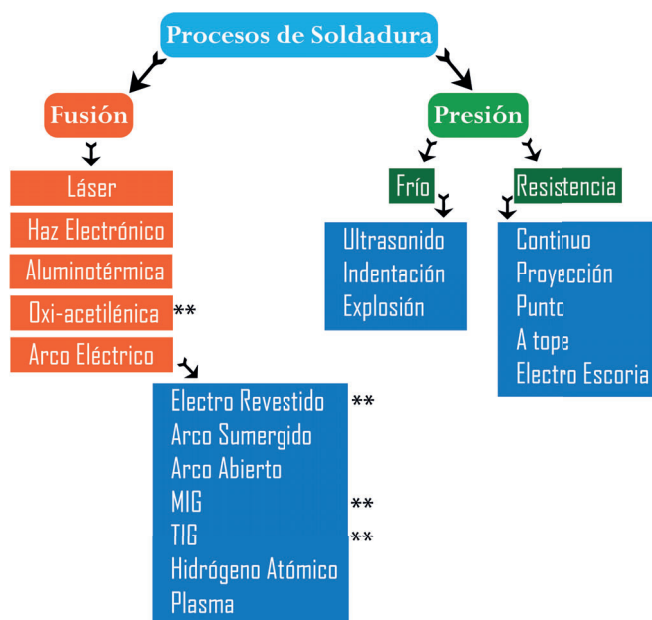 Procesos de Soldadura
Fusión
Láser
Haz Electrónico
Aluminotérmica
Oxi-acetilénica **
Arco Eléctrico
Electro Revestido **
Arco Sumergido
Arco Abierto
MIG **
TIG **
Hidrógeno Atómico
Plasma
Presión
Frío
Ultrasonido
Indentación
Explosión
Resistencia
Continuo
Proyección
Punto
A tope
Electro Escoria